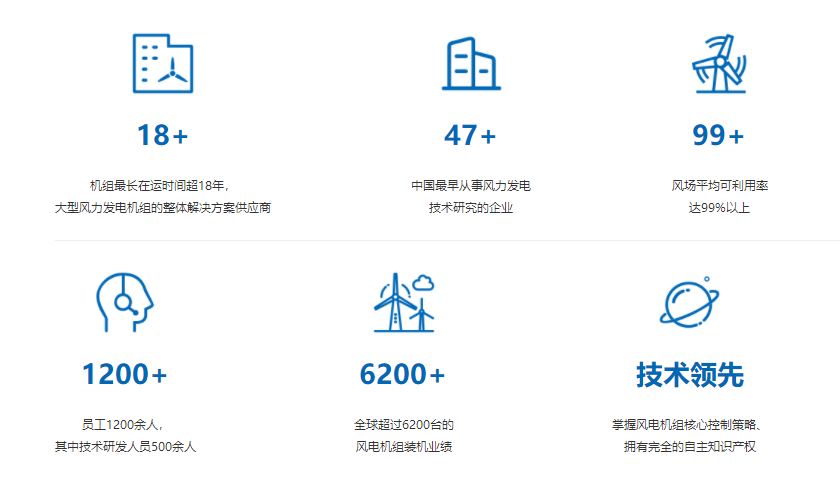 18+
机组最长在运时间超18年，
大型风力发电机组的整体解决方案供应商
47+
中国最早从事风力发电
技术研究的企业
99+
风场平均可利用率
达99%以上
1200+
员工1200余人，
其中技术研发人员500余人
6200+
全球超过6200台的
风电机组装机业绩
技术领先
掌握风电机组核心控制策略、
拥有完全的自主知识产权